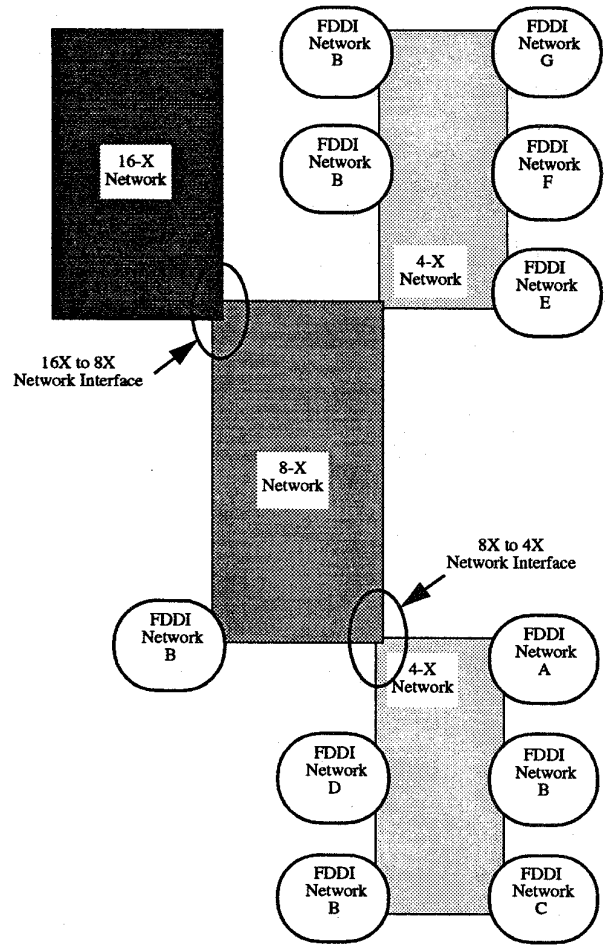 FDDI
Network
B
FDDI
Network
G
16-X
Network
FDDI
Network
B
FDDI
Network
F
4-X
Network
FDDI
Network
E
16X to 8X
Network Interface
8-X
Network
8X to 4X
Network Interface
FDDI
Network
B
FDDI
Network
A
4-X
Network
FDDI
Network
D
FDDI
Network
B
FDDI
Network
B
FDDI
Network
C